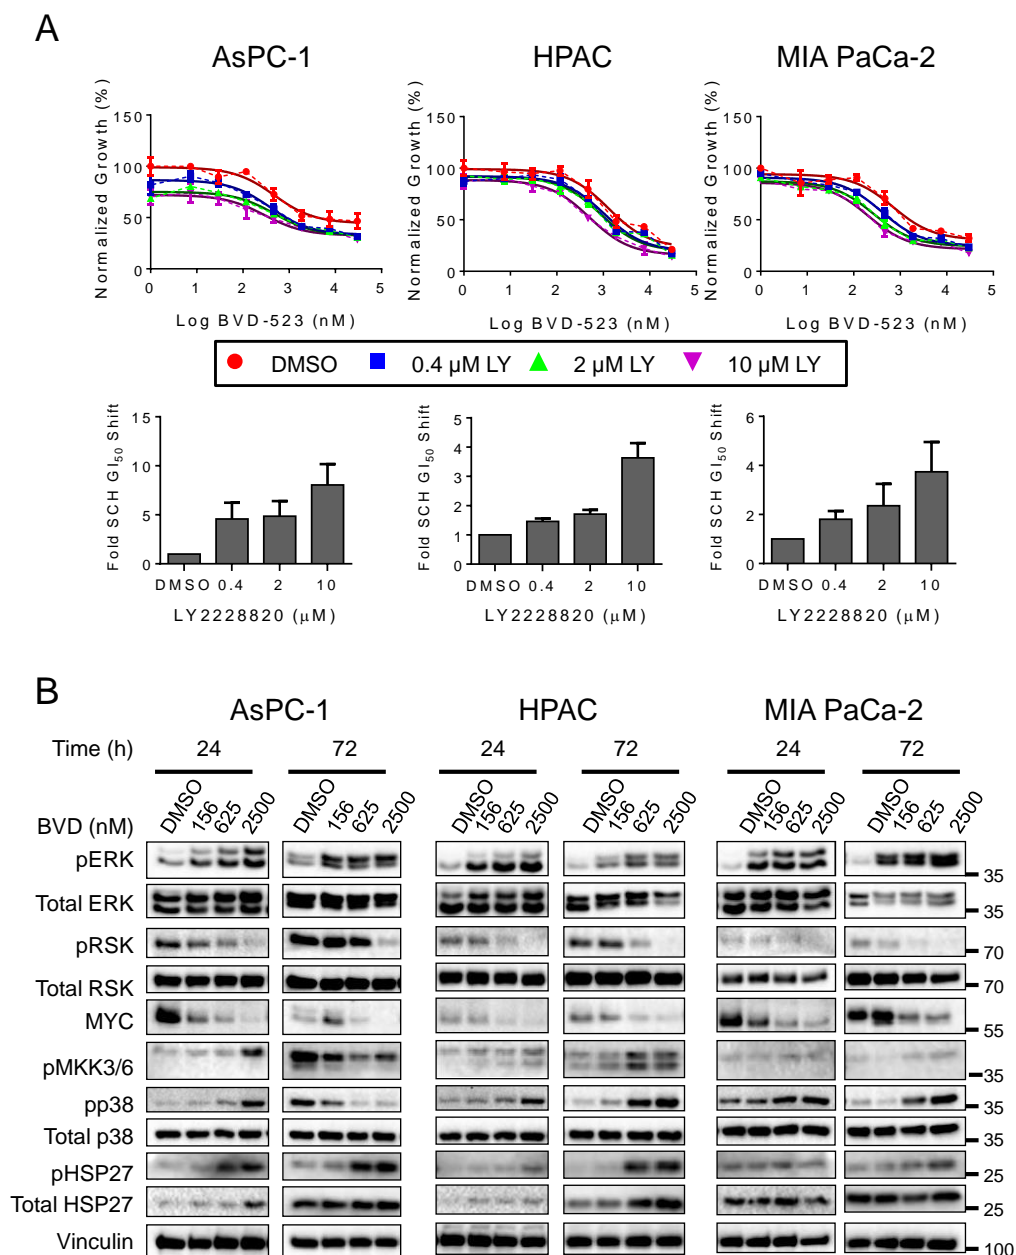 A
AsPC-1
HPAC
MIA PaCa-2
Normalized Growth (%)
150
100
50
0
0 1 2 3 4 5
Log BVD-523 (nM)
Normalized Growth (%)
150
100
50
0
0 1 2 3 4 5
Log BVD-523 (nM)
Normalized Growth (%)
150
100
50
0
0 1 2 3 4 5
Log BVD-523 (nM)
DMSO 0.4 µM LY 2 µM LY 10 µM LY
Fold SCH GI50 Shift
15
10
5
0
DMSO 0.4 2 10
LY2228820 (µM)
Fold SCH GI50 Shift
5
4
3
2
1
0
DMSO 0.4 2 10
LY2228820 (µM)
Fold SCH GI50 Shift
6
4
2
0
DMSO 0.4 2 10
LY2228820 (µM)
B
AsPC-1 HPAC MIA PaCa-2
Time (h) 24 72 24 72 24 72
BVD (nM) DMSO 156 625 2500 DMSO 156 625 2500 DMSO 156 625 2500 DMSO 156 625 2500 DMSO 156 625 2500 DMSO 156 625 2500
pERK 35
Total ERK 35
pRSK 70
Total RSK 70
MYC 55
pMKK3/6 35
pp38 35
Total p38 35
pHSP27 25
Total HSP27 25
Vinculin 100